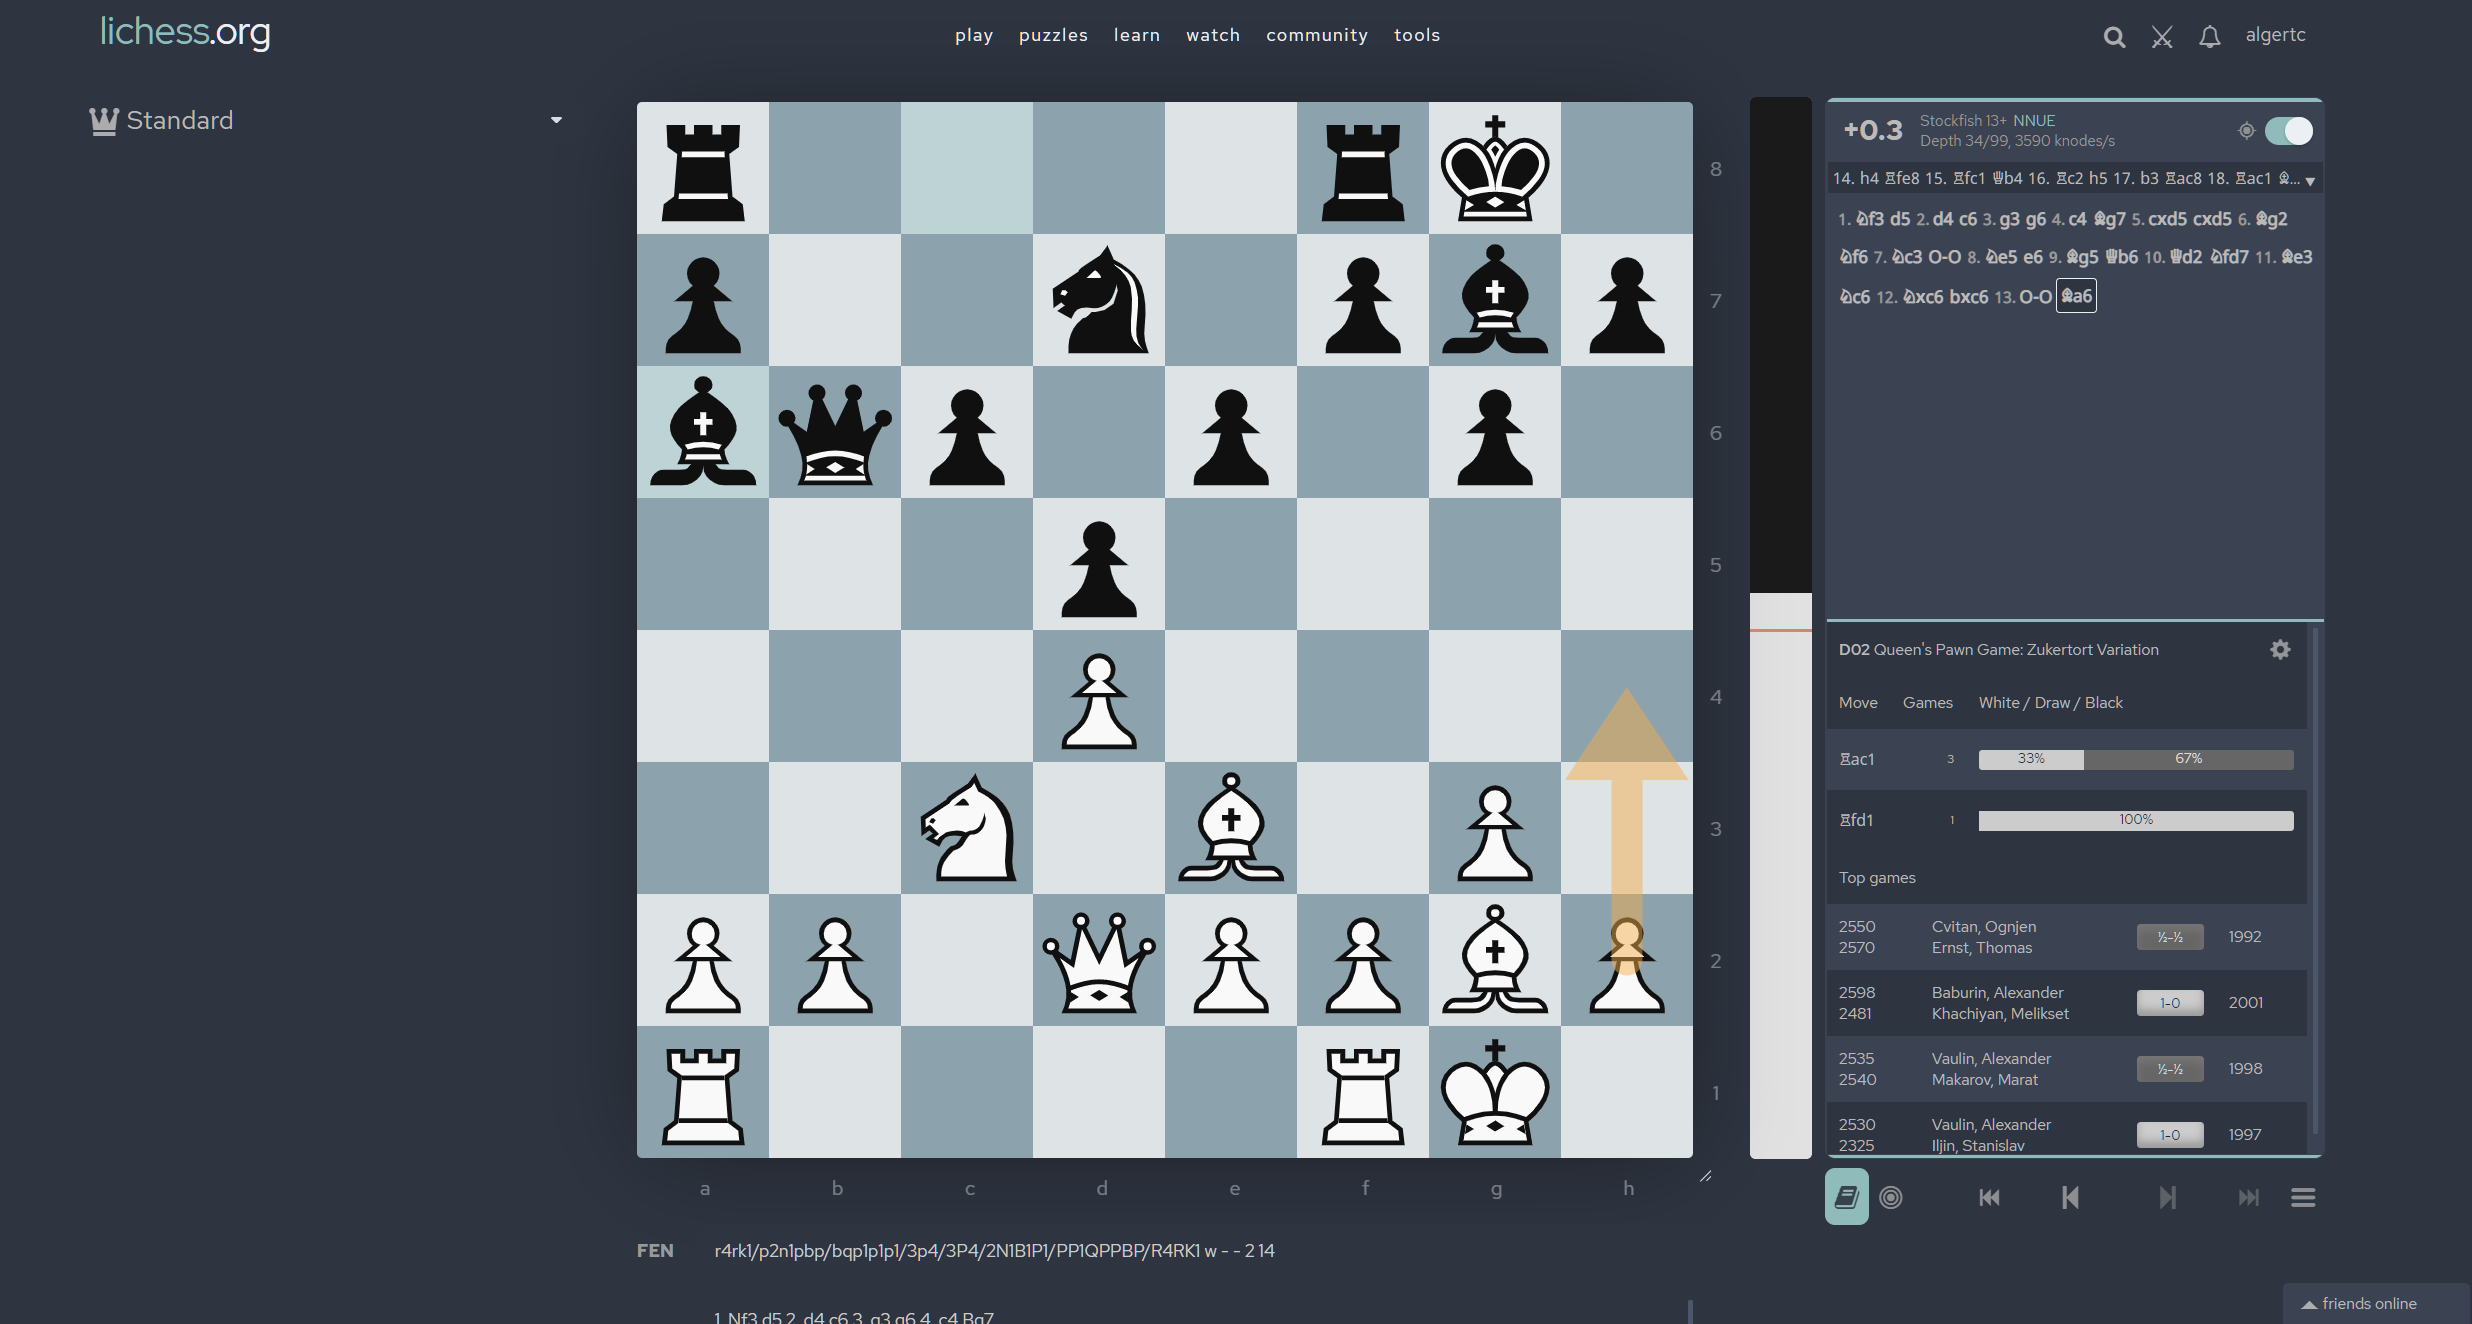 lichess.org
play puzzles learn watch community tools
algertc
Standard
8
7
6
5
4
3
2
1
a b c d e f g h
+0.3
Stockfish 13+ NNUE
Depth 34/99, 3590 knodes/s
14. h4 ♖fe8 15. ♖fc1 ♕b4 16. ♖c2 h5 17. b3 ♖ac8 18. ♖ac1 ♗...
1. ♘f3 d5 2. d4 c6 3. g3 g6 4. c4 ♗g7 5. cxd5 cxd5 6. ♗g2
♘f6 7. ♘c3 O-O 8. ♘e5 e6 9. ♗g5 ♕b6 10. ♕d2 ♘fd7 11. ♗e3
♘c6 12. ♘xc6 bxc6 13. O-O ♗a6
D02 Queen's Pawn Game: Zukertort Variation
Move Games White / Draw / Black
♖ac1 3 33% 67%
♖fd1 1 100%
Top games
2550 Cvitan, Ognjen ½-½ 1992
2570 Ernst, Thomas
2598 Baburin, Alexander 1-0 2001
2481 Khachiyan, Melikset
2535 Vaulin, Alexander ½-½ 1998
2540 Makarov, Marat
2530 Vaulin, Alexander 1-0 1997
2325 Iljin, Stanislav
FEN r4rk1/p2n1pbp/bqp1p1p1/3p4/3P4/2N1B1P1/PP1QPPBP/R4RK1 w - - 2 14
1. Nf3 d5 2. d4 c6 3. g3 g6 4. c4 Bg7
friends online